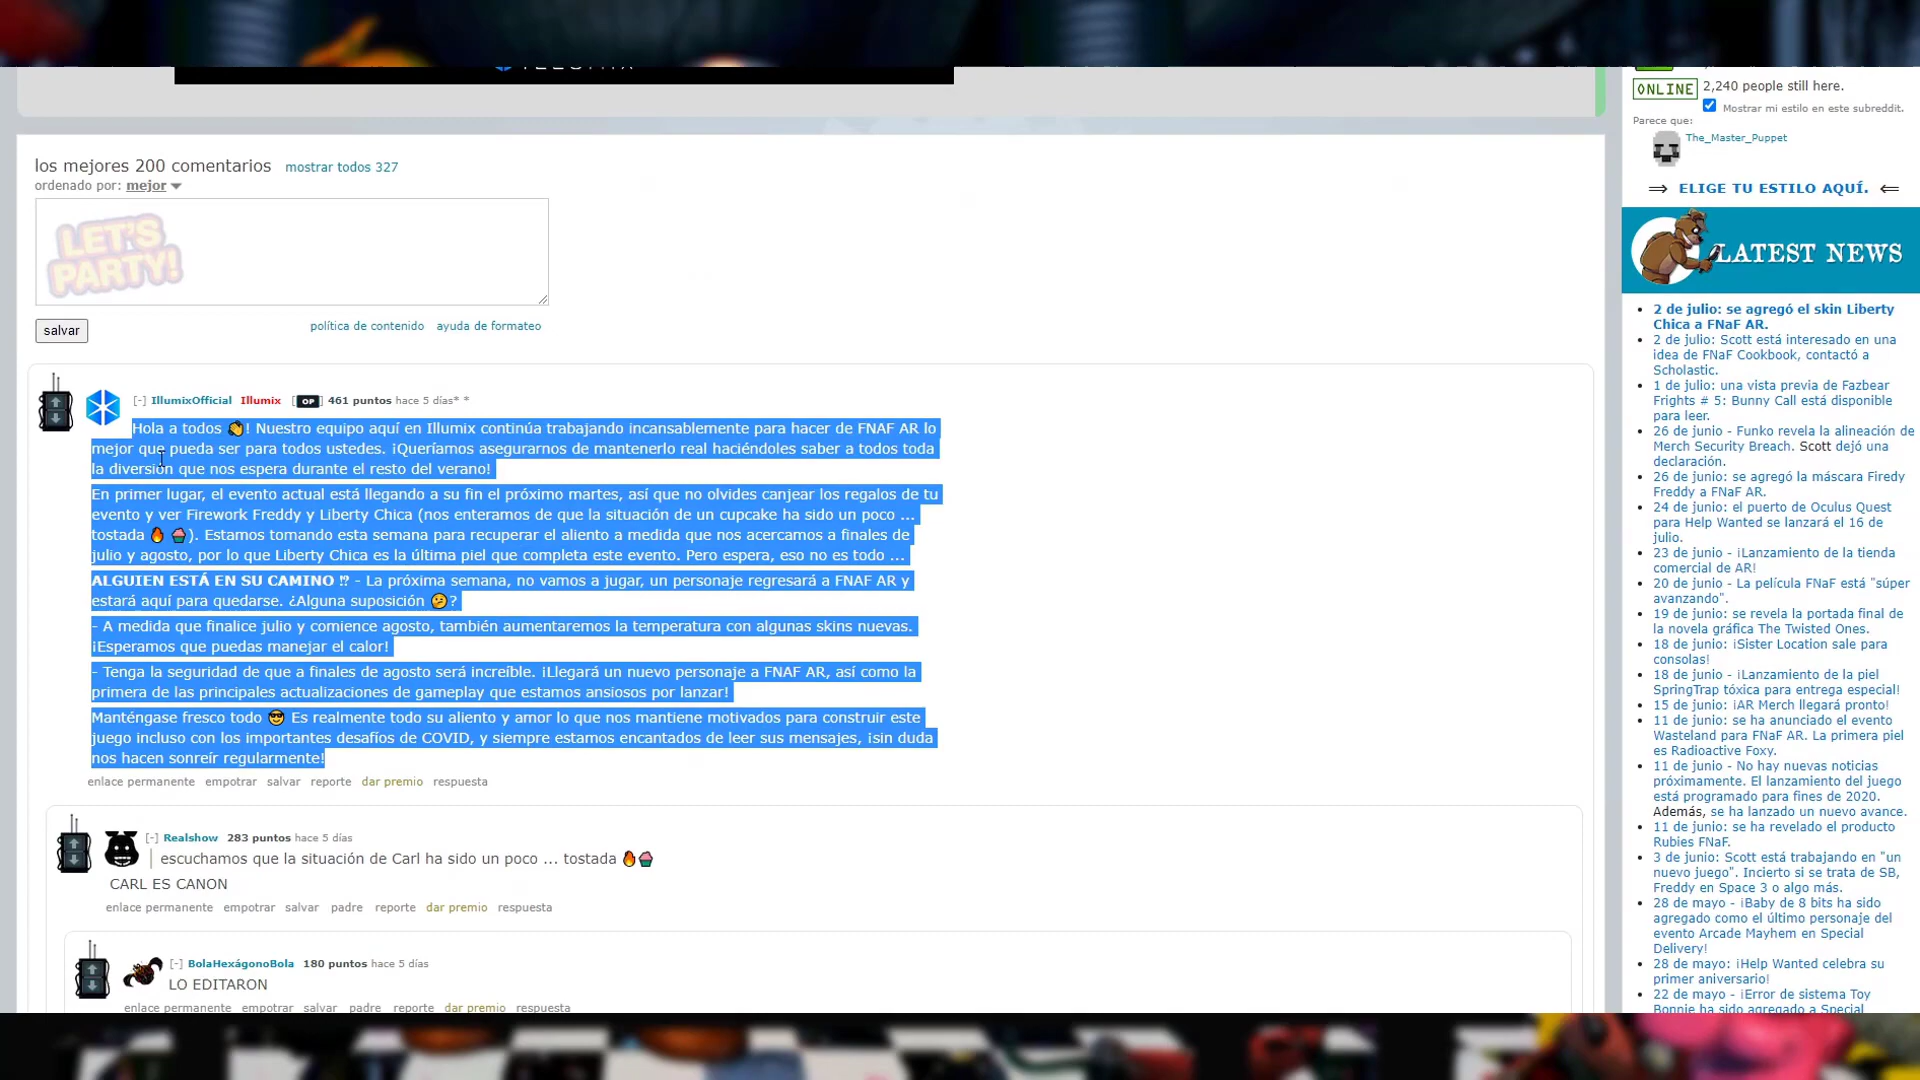 2,240 people still here.
ONLINE
Mostrar mi estilo en este subreddit.
Parece que:
The_Master_Puppet
⇒ ELIGE TU ESTILO AQUÍ. ⇐
LATEST NEWS
2 de julio: se agregó el skin Liberty
Chica a FNaF AR.
2 de julio: Scott está interesado en una
idea de FNaF Cookbook, contactó a
Scholastic.
1 de julio: una vista previa de Fazbear
Frights # 5: Bunny Call está disponible
para leer.
26 de junio - Funko revela la alineación de
Merch Security Breach. Scott dejó una
declaración.
26 de junio: se agregó la máscara Firedy
Freddy a FNaF AR.
24 de junio: el puerto de Oculus Quest
para Help Wanted se lanzará el 16 de
julio.
23 de junio - ¡Lanzamiento de la tienda
comercial de AR!
20 de junio - La película FNaF está "súper
avanzando".
19 de junio: se revela la portada final de
la novela gráfica The Twisted Ones.
18 de junio: ¡Sister Location sale para
consolas!
18 de junio - ¡Lanzamiento de la piel
SpringTrap tóxica para entrega especial!
15 de junio: ¡AR Merch llegará pronto!
11 de junio: se ha anunciado el evento
Wasteland para FNaF AR. La primera piel
es Radioactive Foxy.
11 de junio - No hay nuevas noticias
próximamente. El lanzamiento del juego
está programado para fines de 2020.
Además, se ha lanzado un nuevo avance.
11 de junio: se ha revelado el producto
Rubies FNaF.
3 de junio: Scott está trabajando en "un
nuevo juego". Incierto si se trata de SB,
Freddy en Space 3 o algo más.
28 de mayo - ¡Baby de 8 bits ha sido
agregado como el último personaje del
evento Arcade Mayhem en Special
Delivery!
28 de mayo: ¡Help Wanted celebra su
primer aniversario!
22 de mayo - ¡Error de sistema Toy
Bonnie ha sido agregado a Special
los mejores 200 comentarios mostrar todos 327
ordenado por: mejor
LET'S
PARTY!
salvar política de contenido ayuda de formateo
[-] IllumixOfficial Illumix [OP] 461 puntos hace 5 días* *
Hola a todos 👏! Nuestro equipo aquí en Illumix continúa trabajando incansablemente para hacer de FNAF AR lo
mejor que pueda ser para todos ustedes. ¡Queríamos asegurarnos de mantenerlo real haciéndoles saber a todos toda
la diversión que nos espera durante el resto del verano!
En primer lugar, el evento actual está llegando a su fin el próximo martes, así que no olvides canjear los regalos de tu
evento y ver Firework Freddy y Liberty Chica (nos enteramos de que la situación de un cupcake ha sido un poco ...
tostada 🔥 🧁). Estamos tomando esta semana para recuperar el aliento a medida que nos acercamos a finales de
julio y agosto, por lo que Liberty Chica es la última piel que completa este evento. Pero espera, eso no es todo ...
ALGUIEN ESTÁ EN SU CAMINO ⁉ - La próxima semana, no vamos a jugar, un personaje regresará a FNAF AR y
estará aquí para quedarse. ¿Alguna suposición 🤔?
- A medida que finalice julio y comience agosto, también aumentaremos la temperatura con algunas skins nuevas.
¡Esperamos que puedas manejar el calor!
- Tenga la seguridad de que a finales de agosto será increíble. ¡Llegará un nuevo personaje a FNAF AR, así como la
primera de las principales actualizaciones de gameplay que estamos ansiosos por lanzar!
Manténgase fresco todo 😎 Es realmente todo su aliento y amor lo que nos mantiene motivados para construir este
juego incluso con los importantes desafíos de COVID, y siempre estamos encantados de leer sus mensajes, ¡sin duda
nos hacen sonreír regularmente!
enlace permanente empotrar salvar reporte dar premio respuesta
[-] Realshow 283 puntos hace 5 días
escuchamos que la situación de Carl ha sido un poco ... tostada 🔥🧁
CARL ES CANON
enlace permanente empotrar salvar padre reporte dar premio respuesta
[-] BolaHexágonoBola 180 puntos hace 5 días
LO EDITARON
enlace permanente empotrar salvar padre reporte dar premio respuesta